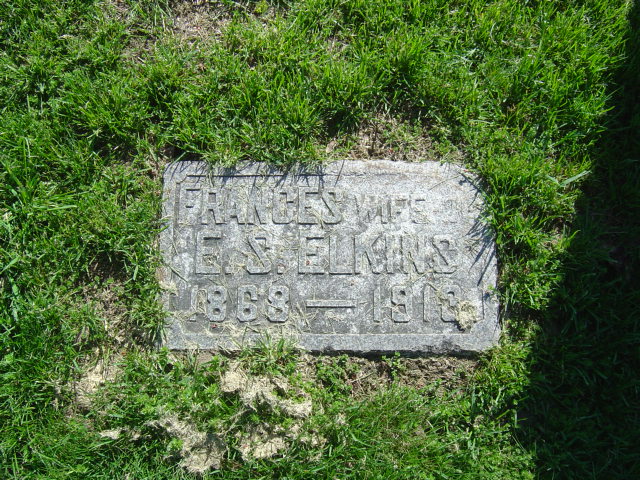 FRANCES WIFE OF
E. S. ELKINS
1868 — 1913